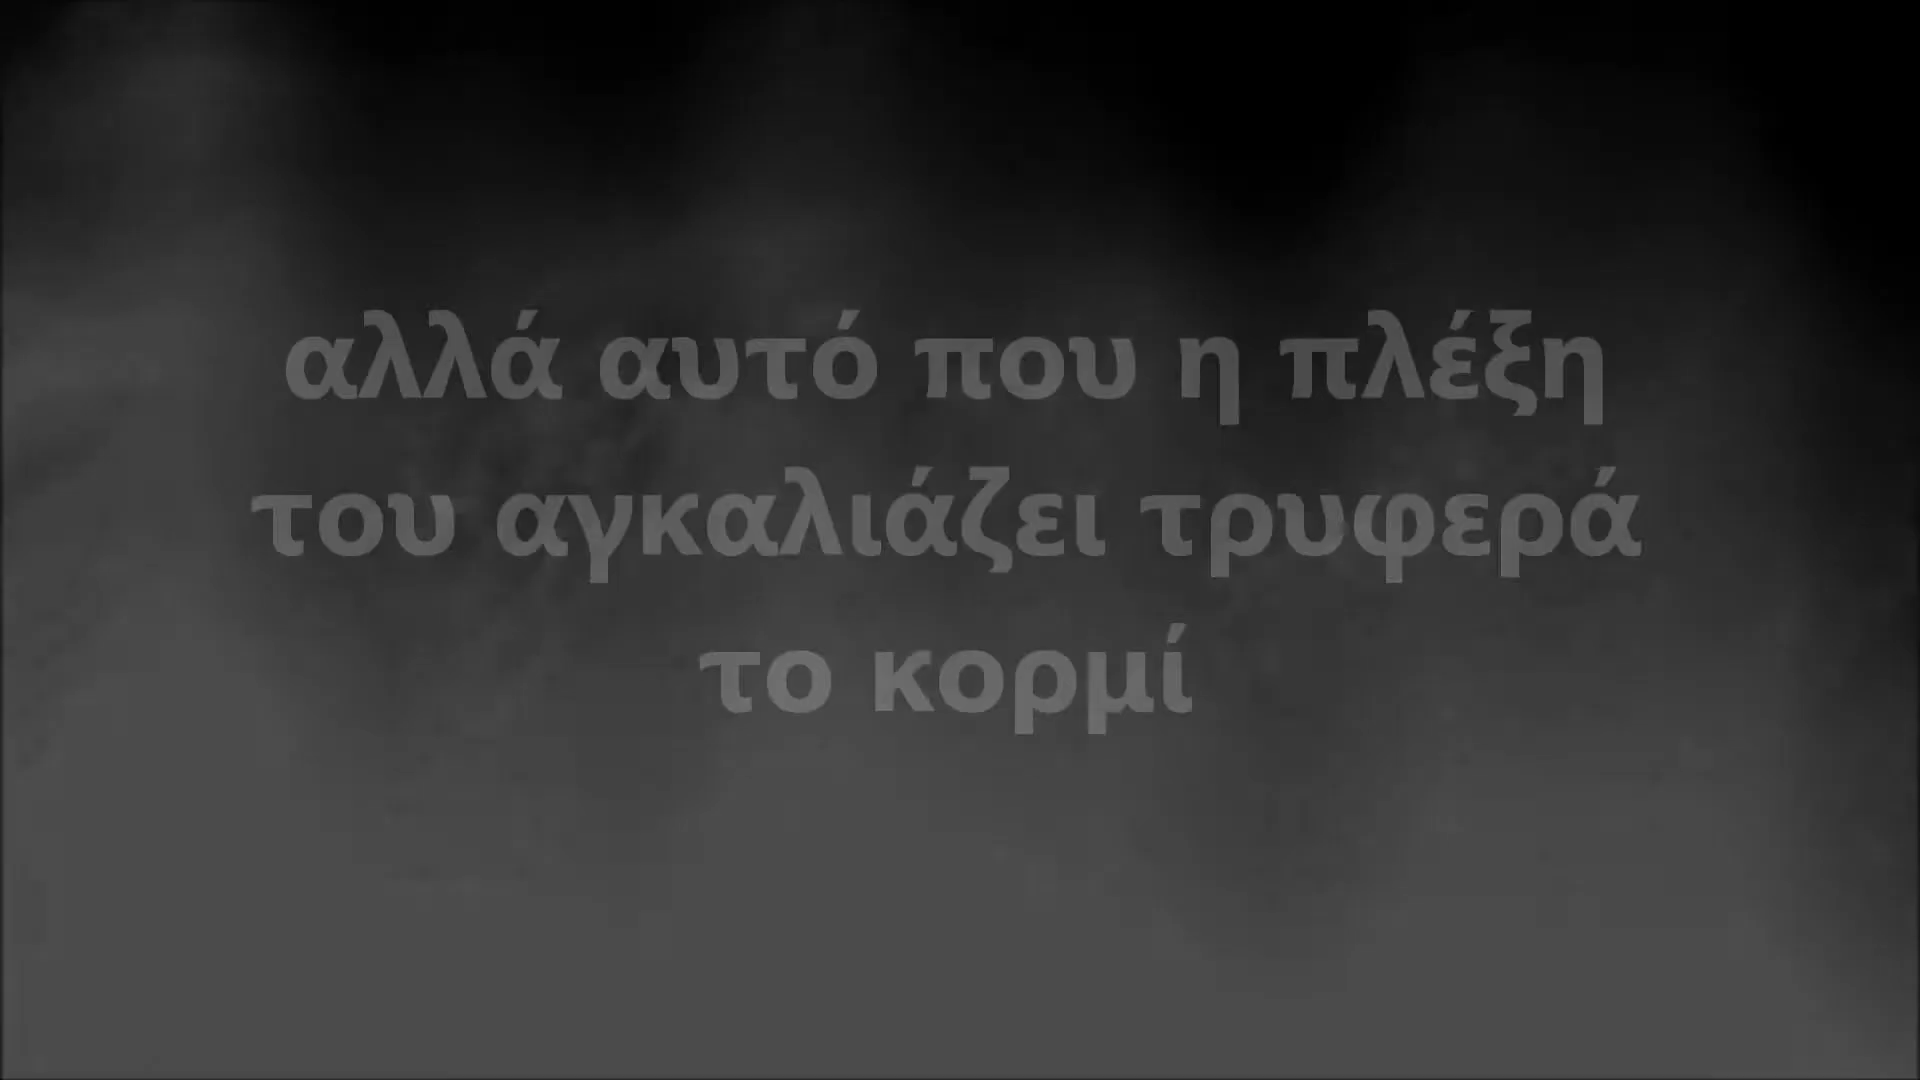 αλλά αυτό που η πλέξη
του αγκαλιάζει τρυφερά
το κορμί